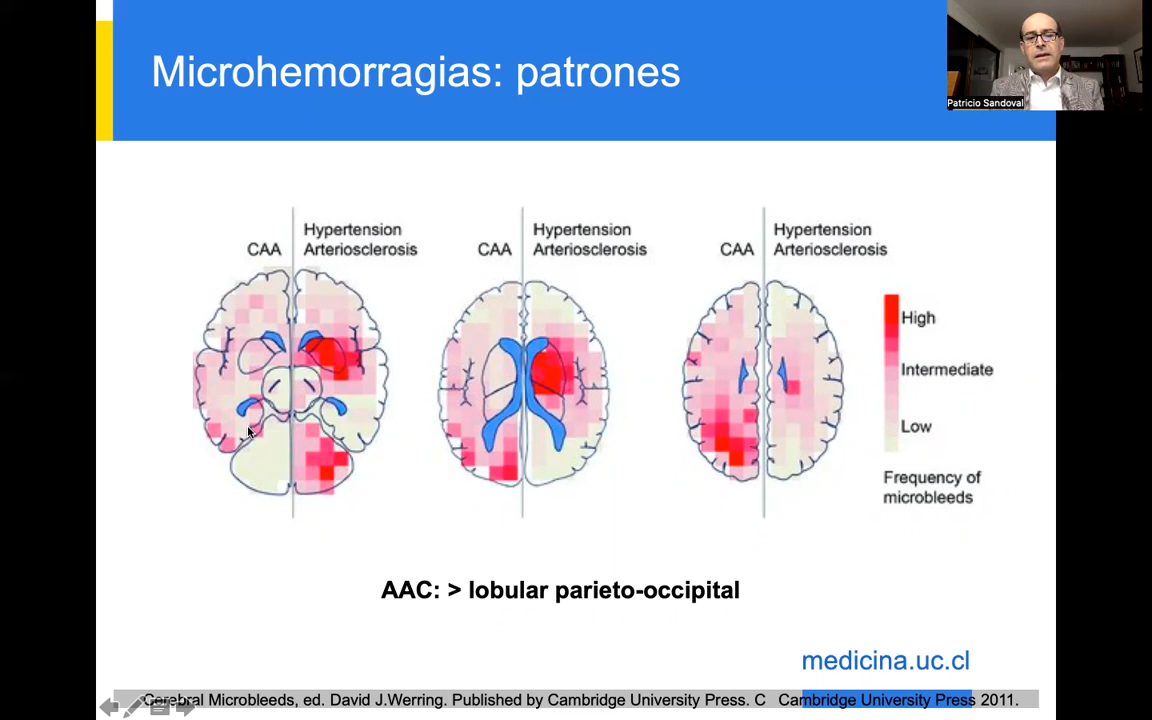 Microhemorragias: patrones
Patricio Sandoval
Hypertension
CAA Arteriosclerosis
Hypertension
CAA Arteriosclerosis
Hypertension
CAA Arteriosclerosis
High
Intermediate
Low
Frequency of
microbleeds
AAC: > lobular parieto-occipital
medicina.uc.cl
Cerebral Microbleeds, ed. David J.Werring. Published by Cambridge University Press. C Cambridge University Press 2011.